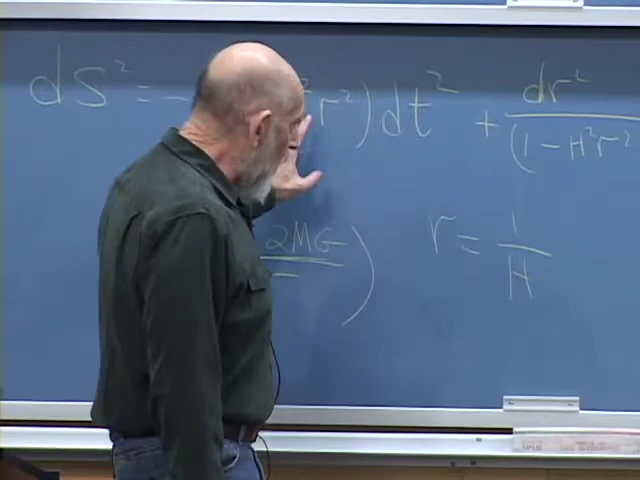 dS² = − r²) dt² + dr² / (1 − H²r²
2MG ) r = 1 / H